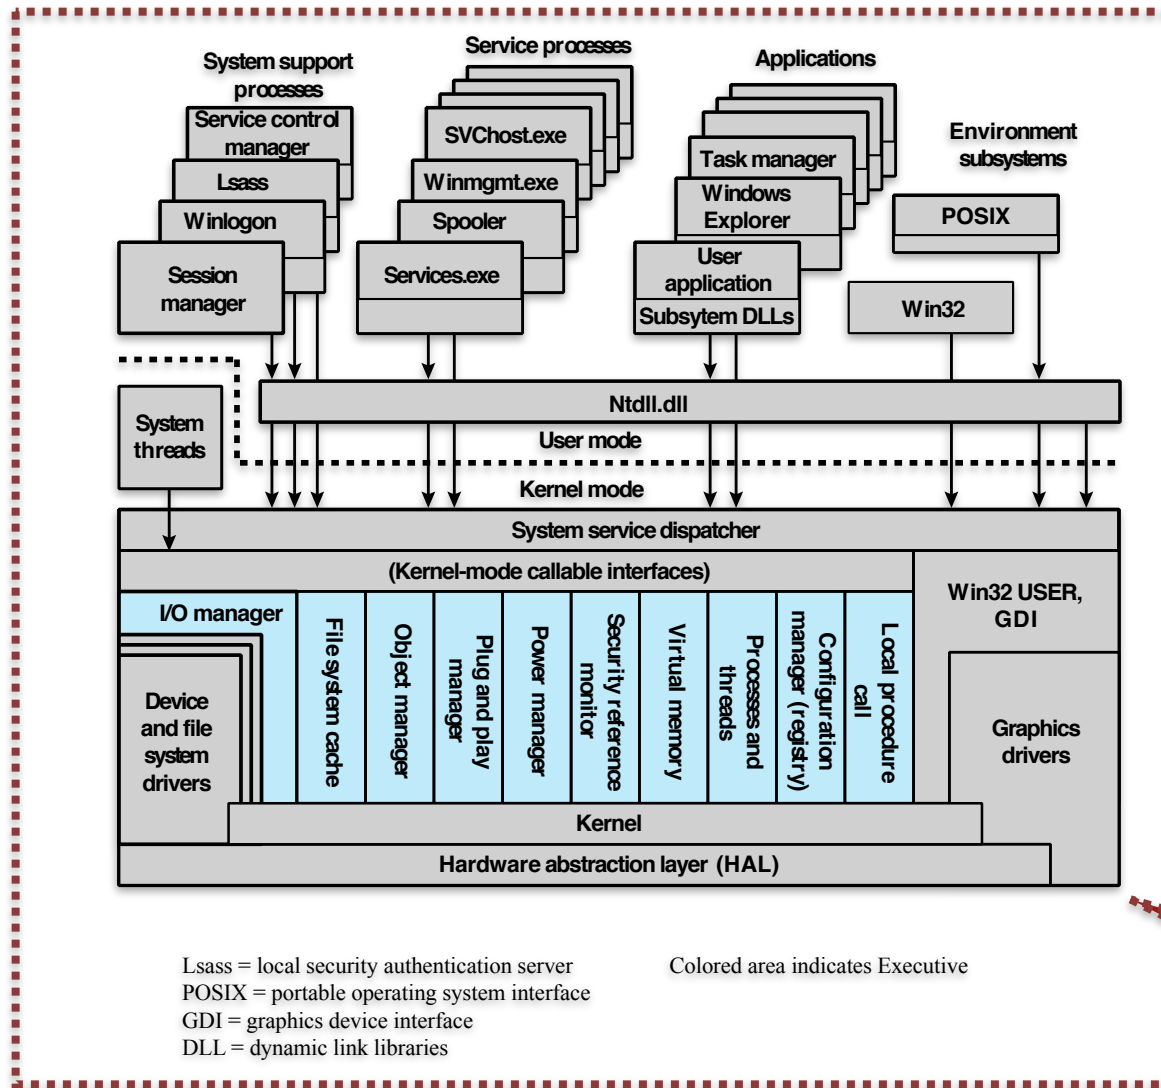 System support
processes
Service control
manager
Lsass
Winlogon
Session
manager
Service processes
SVChost.exe
Winmgmt.exe
Spooler
Services.exe
Applications
Task manager
Windows
Explorer
User
application
Subsytem DLLs
Environment
subsystems
POSIX
Win32
System
threads
Ntdll.dll
User mode
Kernel mode
System service dispatcher
(Kernel-mode callable interfaces)
Win32 USER,
GDI
I/O manager
Device
and file
system
drivers
File system cache
Object manager
Plug and play
manager
Power manager
Security reference
monitor
Virtual memory
Processes and
threads
Configuration
manager (registry)
Local procedure
call
Graphics
drivers
Kernel
Hardware abstraction layer (HAL)
Lsass = local security authentication server
POSIX = portable operating system interface
GDI = graphics device interface
DLL = dynamic link libraries
Colored area indicates Executive